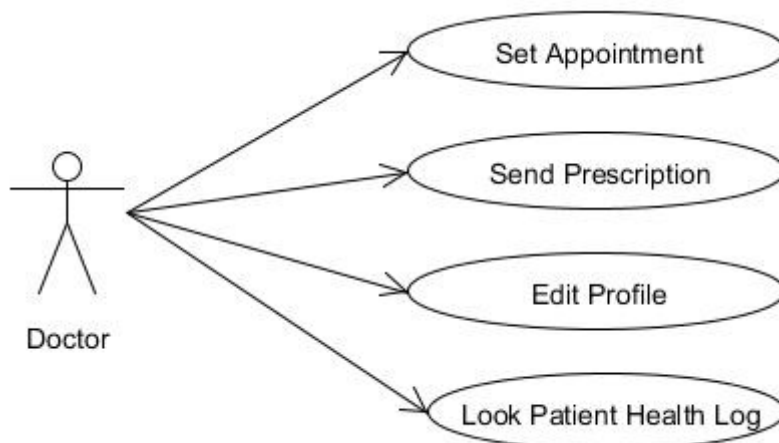 Set Appointment
Send Prescription
Edit Profile
Doctor
Look Patient Health Log